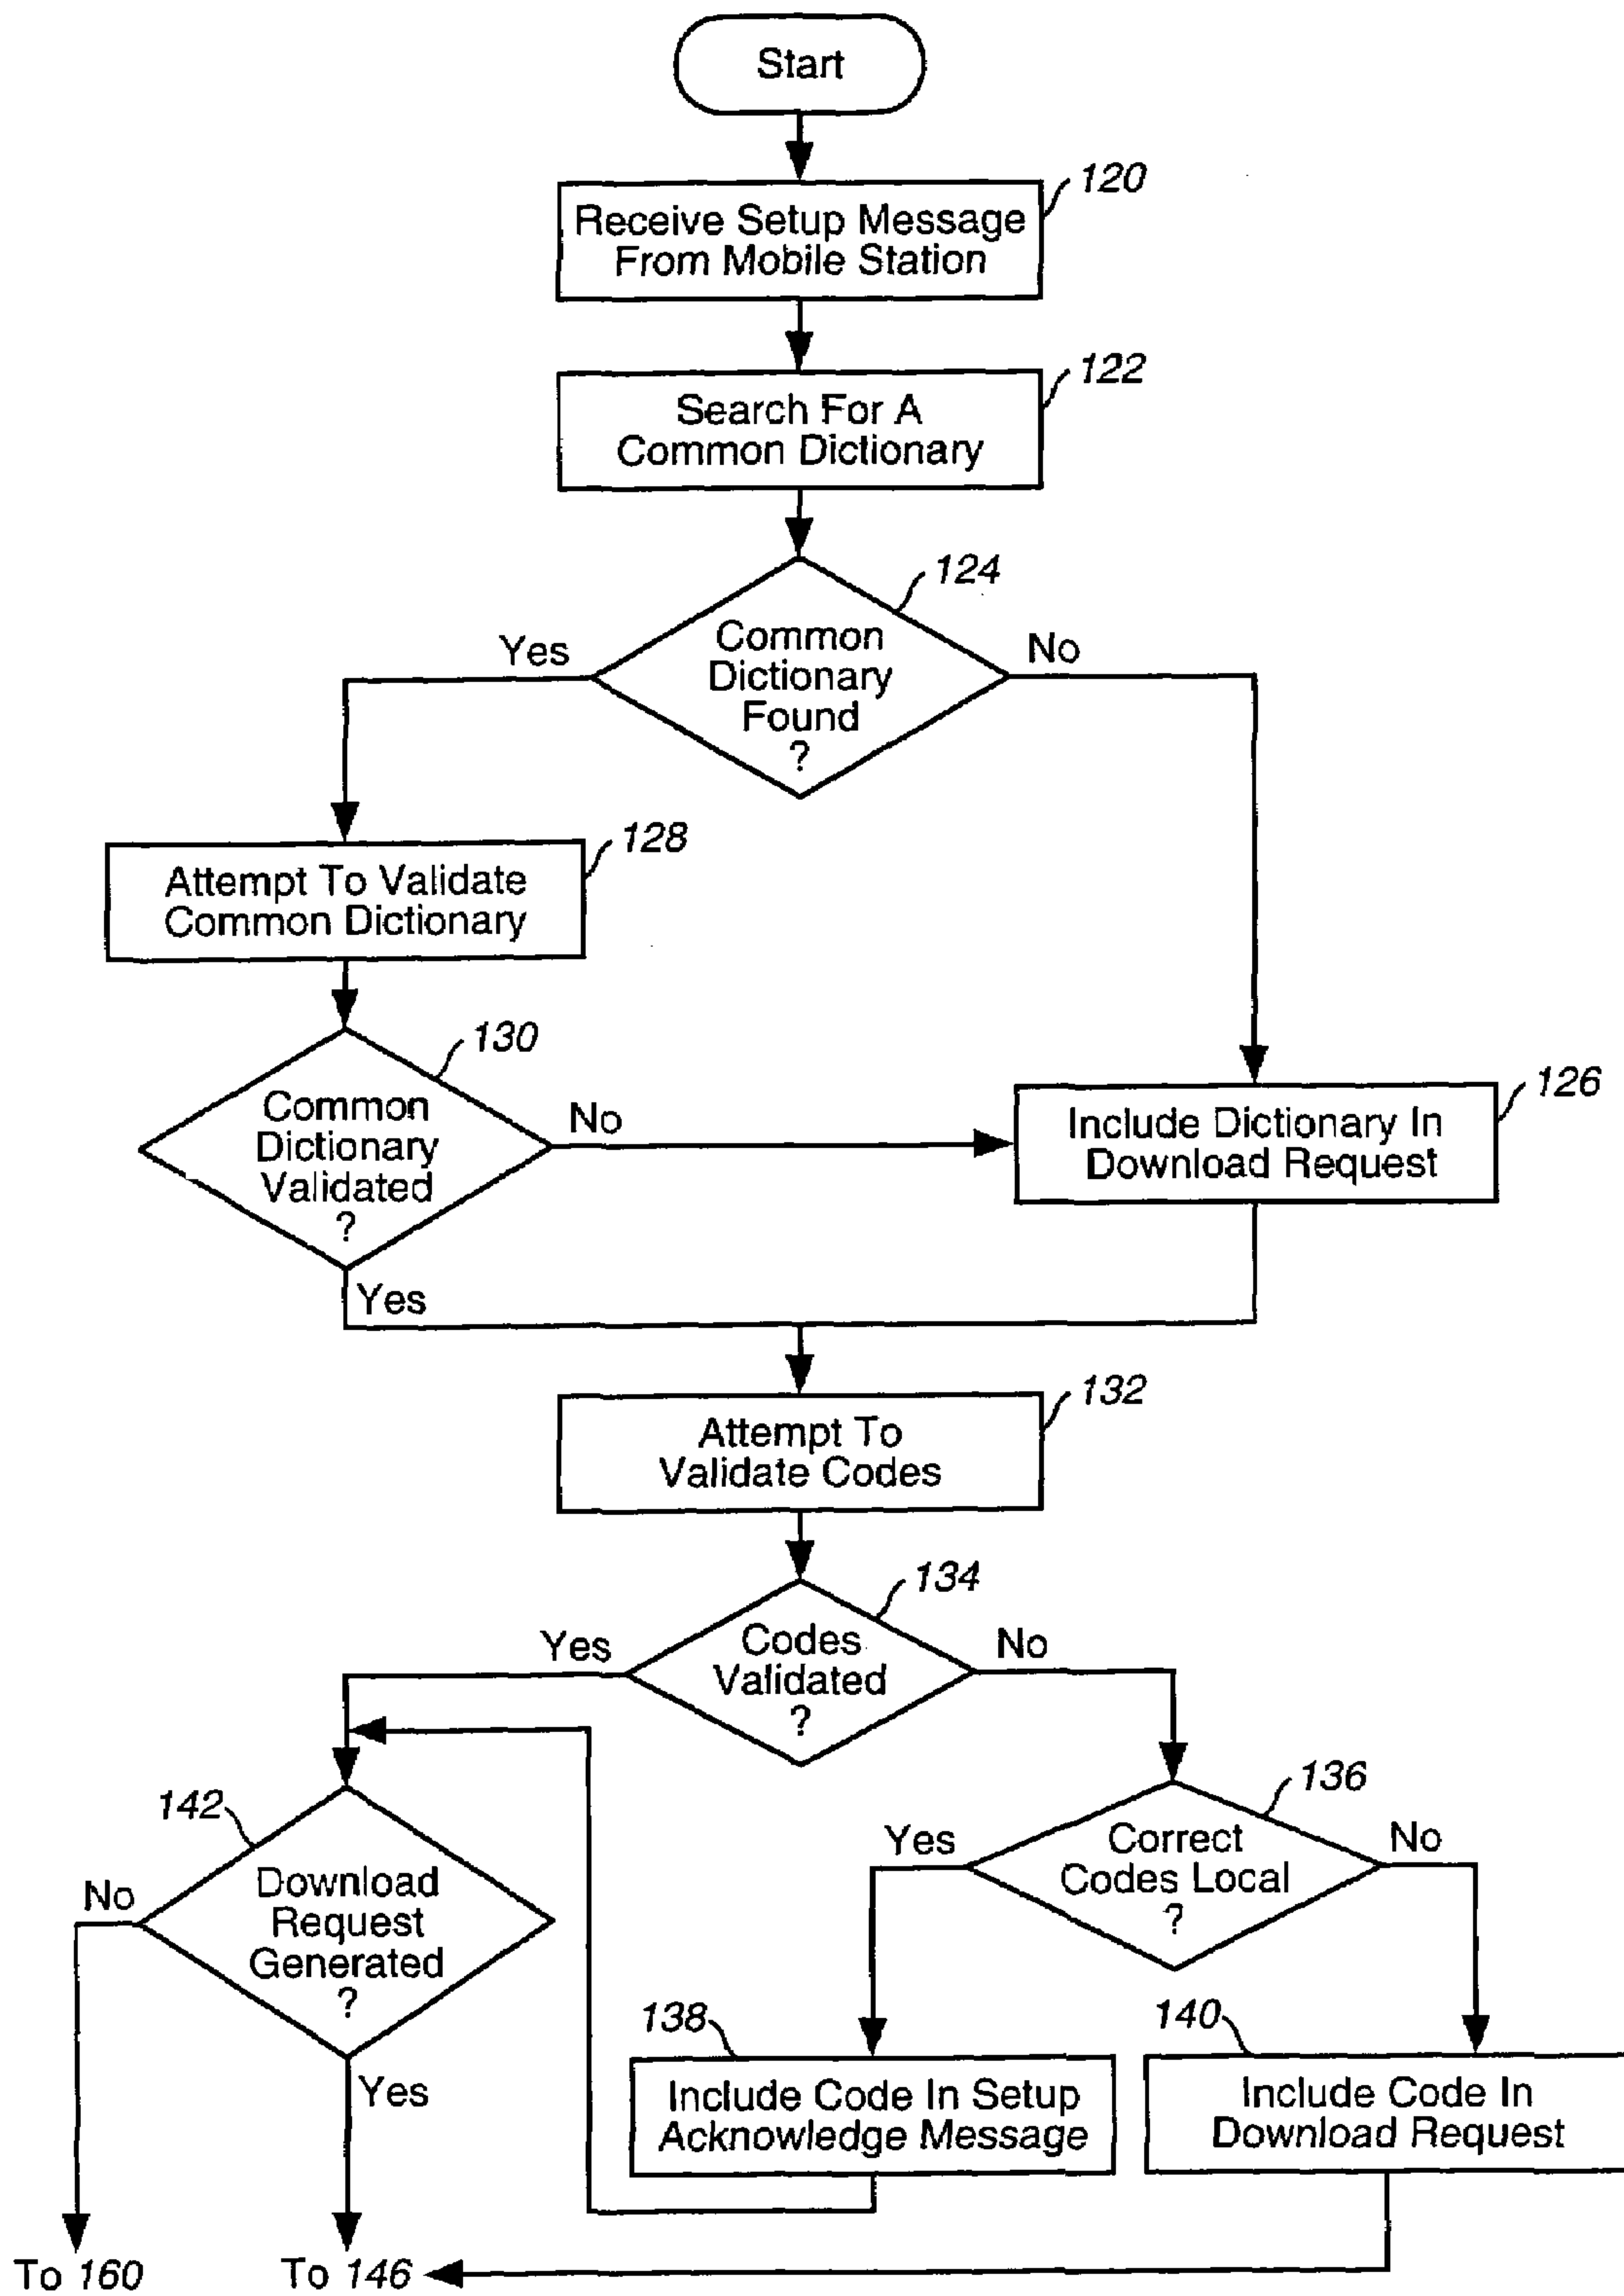 Start
120
Receive Setup Message
From Mobile Station
122
Search For A
Common Dictionary
124
Yes
Common
Dictionary
Found
?
No
128
Attempt To Validate
Common Dictionary
130
Common
Dictionary
Validated
?
No
126
Include Dictionary In
Download Request
Yes
132
Attempt To
Validate Codes
134
Yes
Codes
Validated
?
No
142
136
No
Download
Request
Generated
?
Yes
Correct
Codes Local
?
No
138
140
Yes
Include Code In Setup
Acknowledge Message
Include Code In
Download Request
To 160
To 146